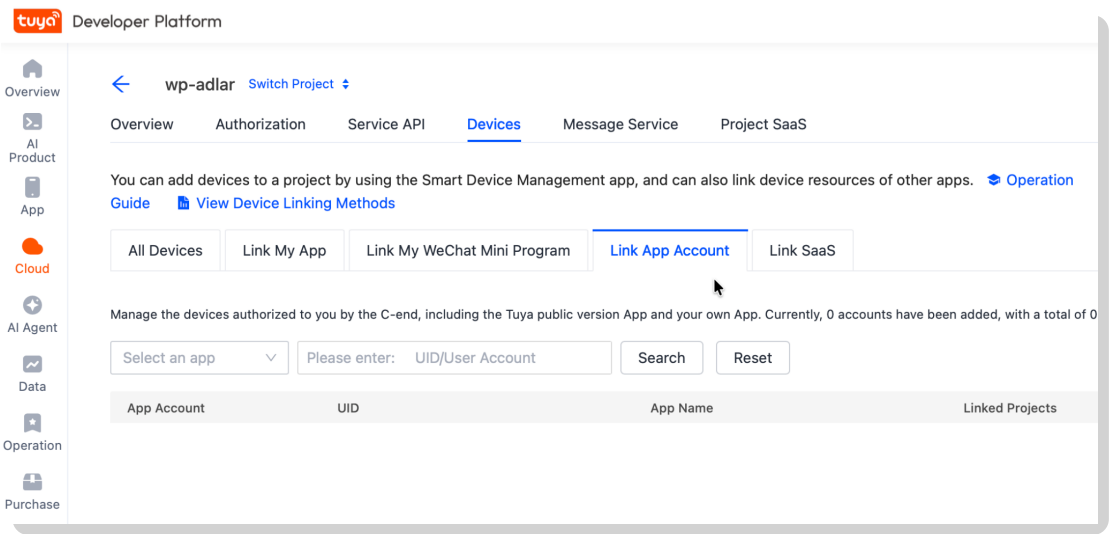 tuya Developer Platform
wp-adlar Switch Project
Overview
AI Product
App
Cloud
AI Agent
Data
Operation
Purchase
Overview Authorization Service API Devices Message Service Project SaaS
You can add devices to a project by using the Smart Device Management app, and can also link device resources of other apps. Operation
Guide View Device Linking Methods
All Devices Link My App Link My WeChat Mini Program Link App Account Link SaaS
Manage the devices authorized to you by the C-end, including the Tuya public version App and your own App. Currently, 0 accounts have been added, with a total of 0
Select an app Please enter: UID/User Account Search Reset
App Account UID App Name Linked Projects